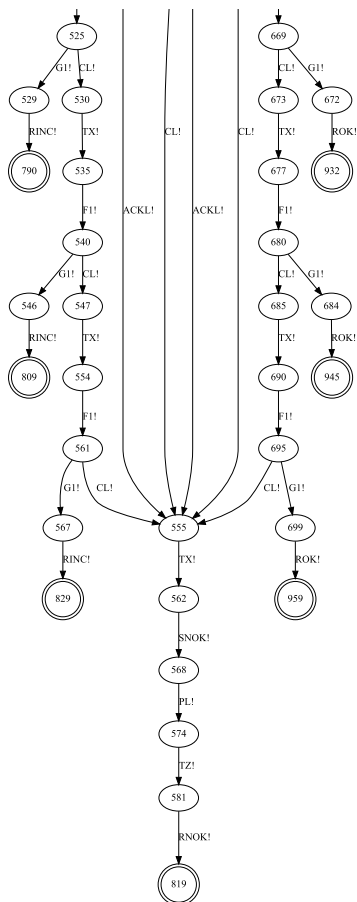 525 669
G1! CL! CL! G1!
529 530 673 672
RINC! TX! CL! CL! TX! ROK!
790 535 677 932
F1! ACKL! ACKL! F1!
540 680
G1! CL! CL! G1!
546 547 685 684
RINC! TX! TX! ROK!
809 554 690 945
F1! F1!
561 695
G1! CL! CL! G1!
567 555 699
RINC! TX! ROK!
829 562 959
SNOK!
568
PL!
574
TZ!
581
RNOK!
819